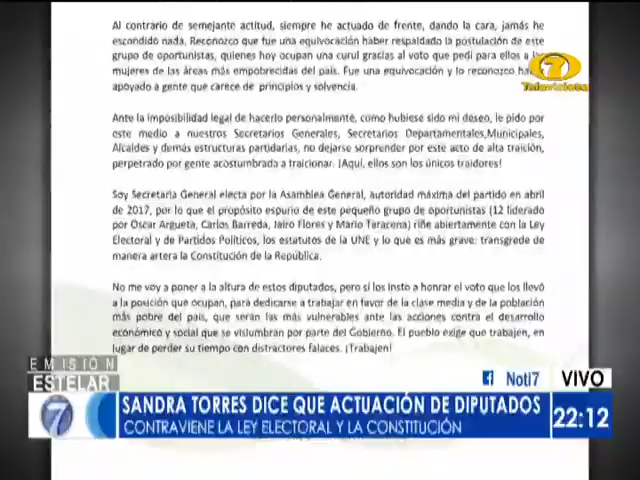 Al contrario de semejante actitud, siempre he actuado de frente, dando la cara, jamás he
escondido nada. Reconozco que fue una equivocación haber respaldado la postulación de este
grupo de oportunistas, quienes hoy ocupan una curul gracias al voto que pedí para ellos a
mujeres de las áreas más empobrecidas del país. Fue una equivocación y lo reconozco
apoyado a gente que carece de principios y solvencia.
7
Televisiete
Ante la imposibilidad legal de hacerlo personalmente, como hubiese sido mi deseo, le pido por
este medio a nuestros Secretarios Generales, Secretarios Departamentales,Municipales,
Alcaldes y demás estructuras partidarias, no dejarse sorprender por este acto de alta traición,
perpetrado por gente acostumbrada a traicionar. ¡Aquí, ellos son los únicos traidores!
Soy Secretaria General electa por la Asamblea General, autoridad máxima del partido en abril
de 2017, por lo que el propósito espurio de este pequeño grupo de oportunistas (12 liderado
por Oscar Argueta, Carlos Barreda, Jairo Flores y Mario Taracena) riñe abiertamente con la Ley
Electoral y de Partidos Políticos, los estatutos de la UNE y lo que es más grave: transgrede de
manera artera la Constitución de la República.
No me voy a poner a la altura de estos diputados, pero sí los insto a honrar el voto que los llevó
a la posición que ocupan, para dedicarse a trabajar en favor de la clase media y de la población
más pobre del país, que serán las más vulnerables ante las acciones contra el desarrollo
económico y social que se vislumbran por parte del Gobierno. El pueblo exige que trabajen, en
lugar de perder su tiempo con distractores falaces. ¡Trabajen!
EMISIÓN
ESTELAR
Noti7
VIVO
7
SANDRA TORRES DICE QUE ACTUACIÓN DE DIPUTADOS
CONTRAVIENE LA LEY ELECTORAL Y LA CONSTITUCIÓN
22:12